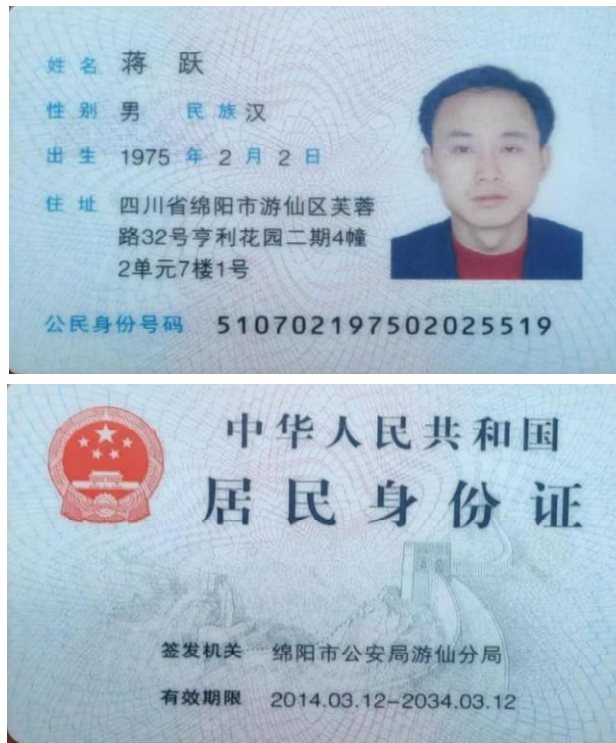 姓名 蒋 跃
性别 男 民族 汉
出生 1975 年 2 月 2 日
住址 四川省绵阳市游仙区芙蓉
路32号亨利花园二期4幢
2单元7楼1号
公民身份号码 510702197502025519
中华人民共和国
居民身份证
签发机关 绵阳市公安局游仙分局
有效期限 2014.03.12-2034.03.12